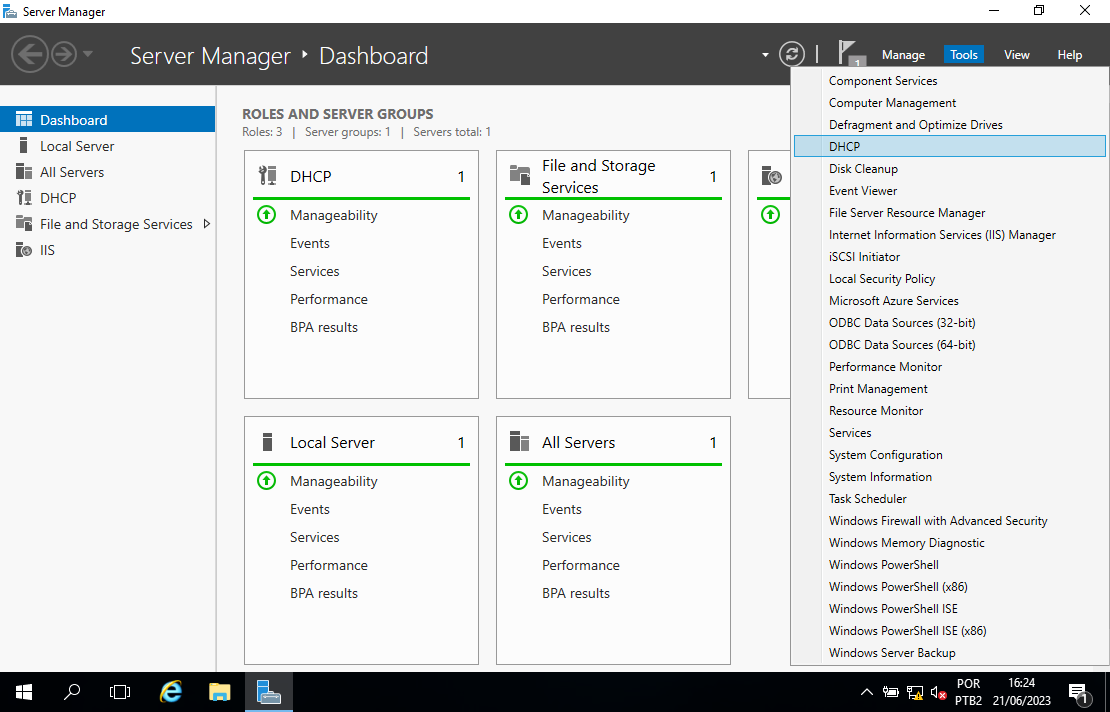 Server Manager
Server Manager ‣ Dashboard
1
Manage
Tools
View
Help
Dashboard
Local Server
All Servers
DHCP
File and Storage Services
IIS
ROLES AND SERVER GROUPS
Roles: 3 | Server groups: 1 | Servers total: 1
DHCP 1
Manageability
Events
Services
Performance
BPA results
File and Storage
Services 1
Manageability
Events
Services
Performance
BPA results
Local Server 1
Manageability
Events
Services
Performance
BPA results
All Servers 1
Manageability
Events
Services
Performance
BPA results
Component Services
Computer Management
Defragment and Optimize Drives
DHCP
Disk Cleanup
Event Viewer
File Server Resource Manager
Internet Information Services (IIS) Manager
iSCSI Initiator
Local Security Policy
Microsoft Azure Services
ODBC Data Sources (32-bit)
ODBC Data Sources (64-bit)
Performance Monitor
Print Management
Resource Monitor
Services
System Configuration
System Information
Task Scheduler
Windows Firewall with Advanced Security
Windows Memory Diagnostic
Windows PowerShell
Windows PowerShell (x86)
Windows PowerShell ISE
Windows PowerShell ISE (x86)
Windows Server Backup
POR
PTB2
16:24
21/06/2023
1